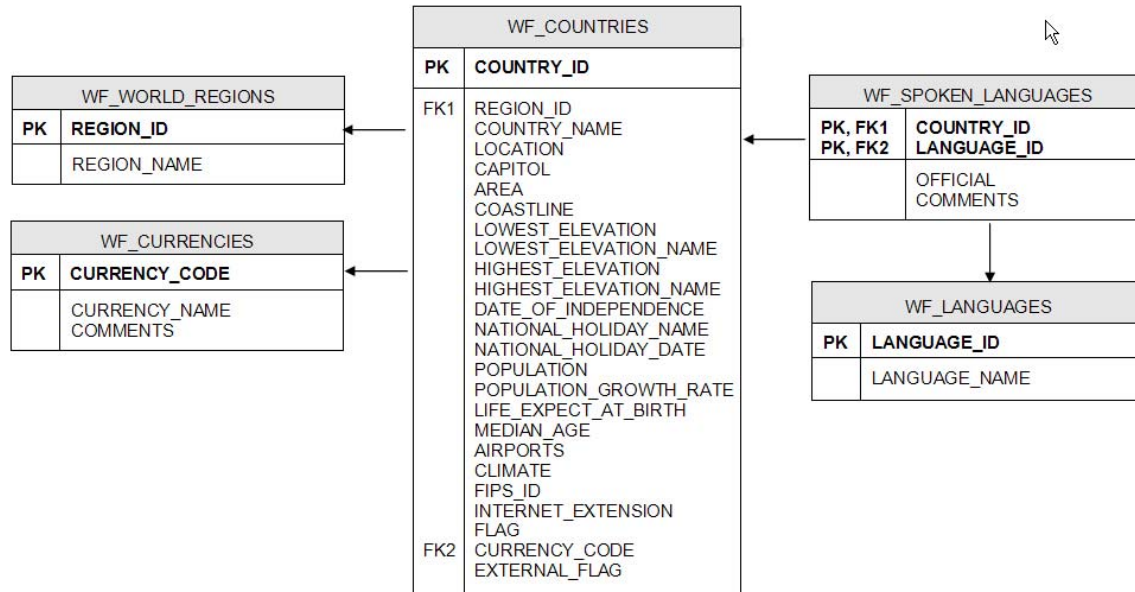 WF_COUNTRIES
PK COUNTRY_ID
FK1 REGION_ID
COUNTRY_NAME
LOCATION
CAPITOL
AREA
COASTLINE
LOWEST_ELEVATION
LOWEST_ELEVATION_NAME
HIGHEST_ELEVATION
HIGHEST_ELEVATION_NAME
DATE_OF_INDEPENDENCE
NATIONAL_HOLIDAY_NAME
NATIONAL_HOLIDAY_DATE
POPULATION
POPULATION_GROWTH_RATE
LIFE_EXPECT_AT_BIRTH
MEDIAN_AGE
AIRPORTS
CLIMATE
FIPS_ID
INTERNET_EXTENSION
FLAG
FK2 CURRENCY_CODE
EXTERNAL_FLAG
WF_WORLD_REGIONS
PK REGION_ID
REGION_NAME
WF_CURRENCIES
PK CURRENCY_CODE
CURRENCY_NAME
COMMENTS
WF_SPOKEN_LANGUAGES
PK, FK1 COUNTRY_ID
PK, FK2 LANGUAGE_ID
OFFICIAL
COMMENTS
WF_LANGUAGES
PK LANGUAGE_ID
LANGUAGE_NAME